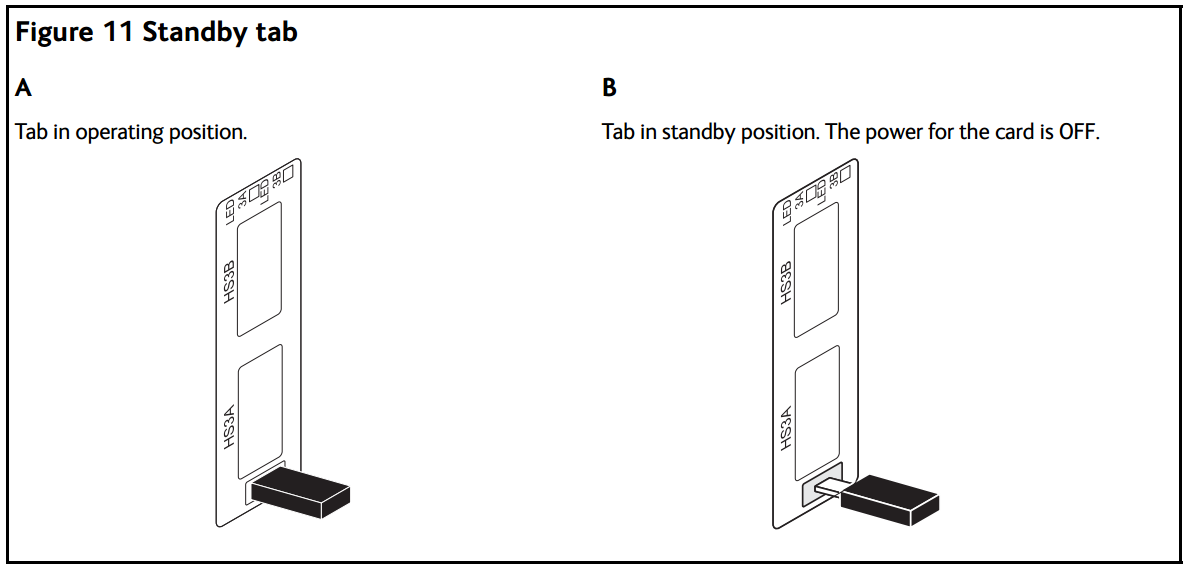 Figure 11 Standby tab
A
Tab in operating position.
LED
3A
LED
3B
HS3B
HS3A
B
Tab in standby position. The power for the card is OFF.
LED
3A
LED
3B
HS3B
HS3A